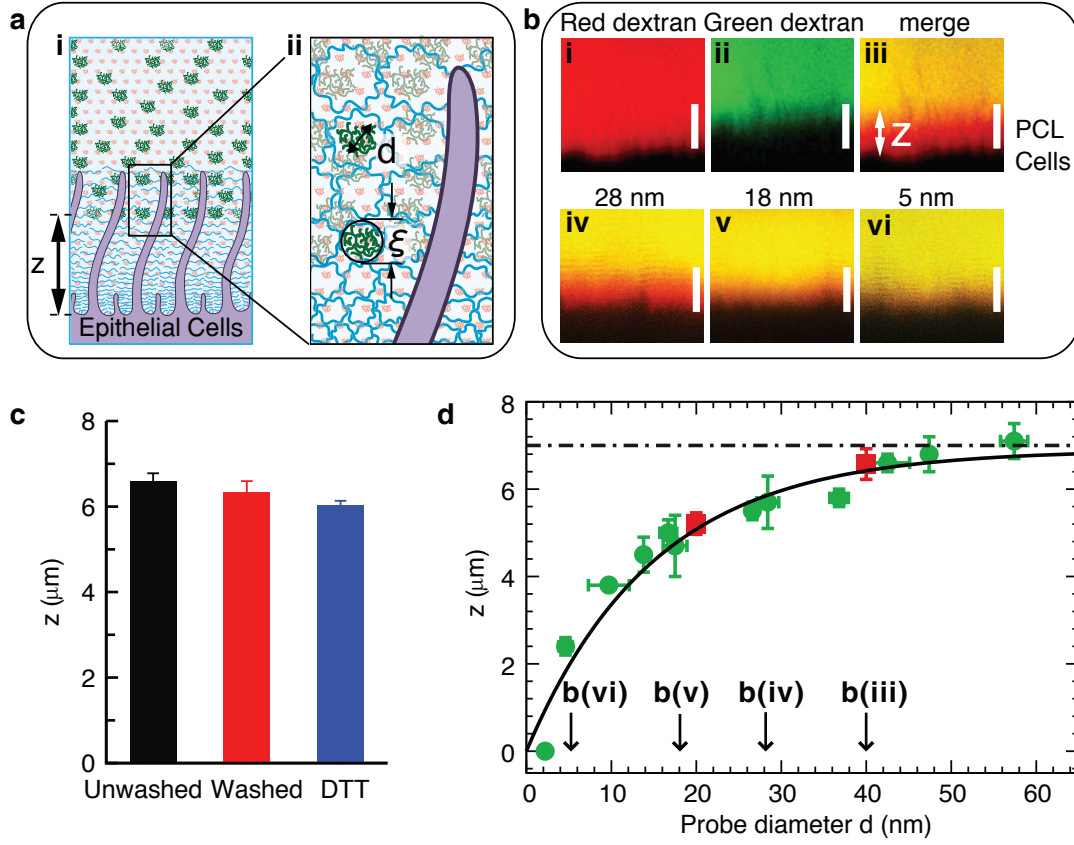 a
i
ii
z
Epithelial Cells
d
ξ
b
Red dextran Green dextran merge
i
ii
iii
Z
PCL
Cells
28 nm 18 nm 5 nm
iv
v
vi
c
8
6
4
2
0
z (μm)
Unwashed Washed DTT
d
8
6
4
2
0
z (μm)
b(vi) b(v) b(iv) b(iii)
0 10 20 30 40 50 60
Probe diameter d (nm)